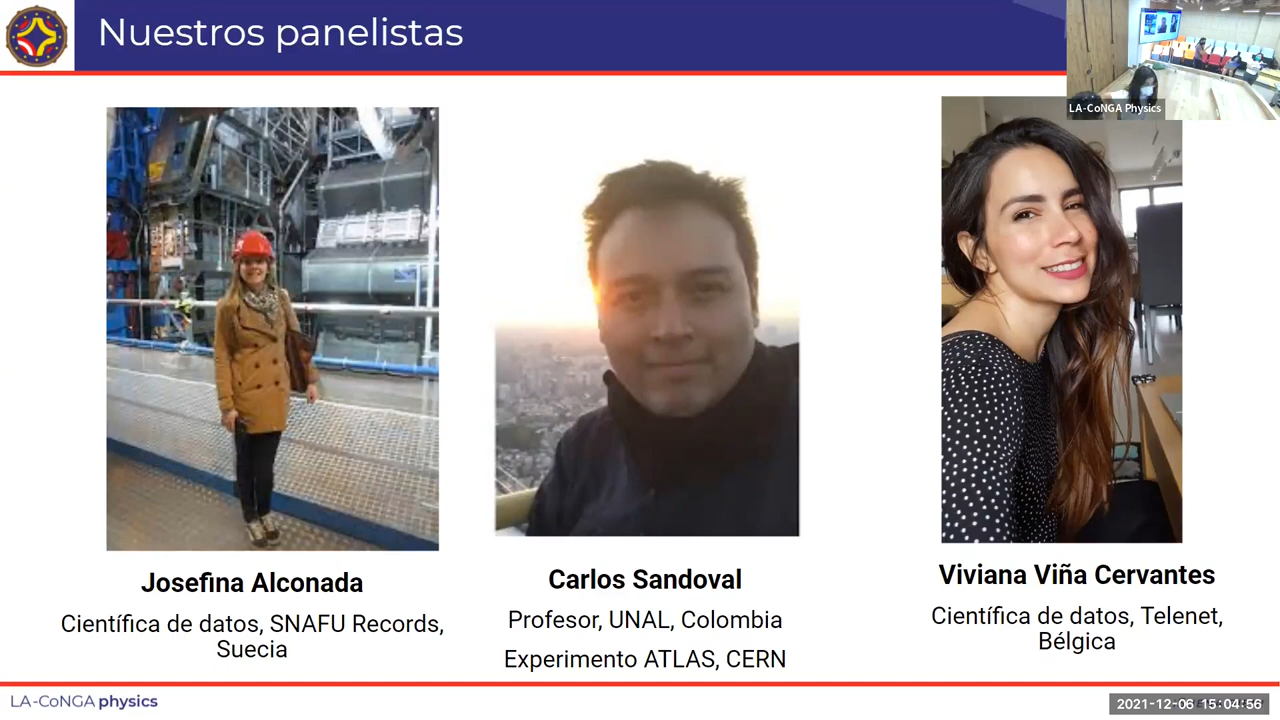 Nuestros panelistas
LA-CoNGA Physics
Josefina Alconada
Científica de datos, SNAFU Records,
Suecia
Carlos Sandoval
Profesor, UNAL, Colombia
Experimento ATLAS, CERN
Viviana Viña Cervantes
Científica de datos, Telenet,
Bélgica
LA-CoNGA physics
2021-12-06 15:04:56